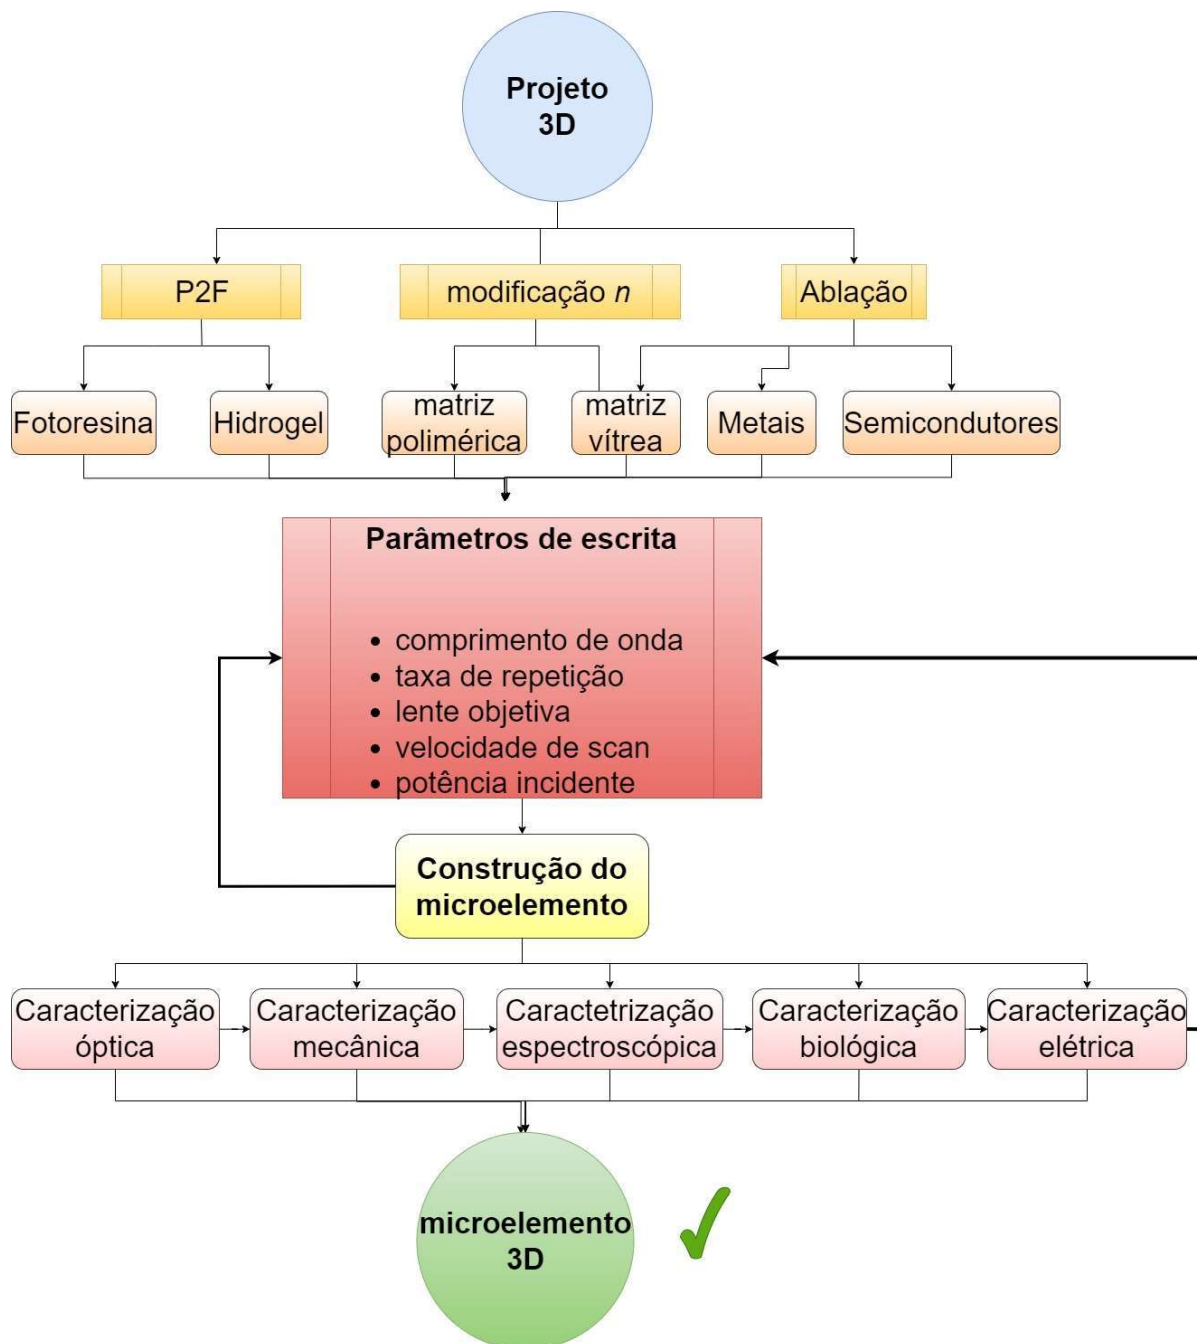 Projeto
3D
P2F
modificação n
Ablação
Fotoresina
Hidrogel
matriz
polimérica
matriz
vítrea
Metais
Semicondutores
Parâmetros de escrita
• comprimento de onda
• taxa de repetição
• lente objetiva
• velocidade de scan
• potência incidente
Construção do
microelemento
Caracterização
óptica
Caracterização
mecânica
Caractetrização
espectroscópica
Caracterização
biológica
Caracterização
elétrica
microelemento
3D